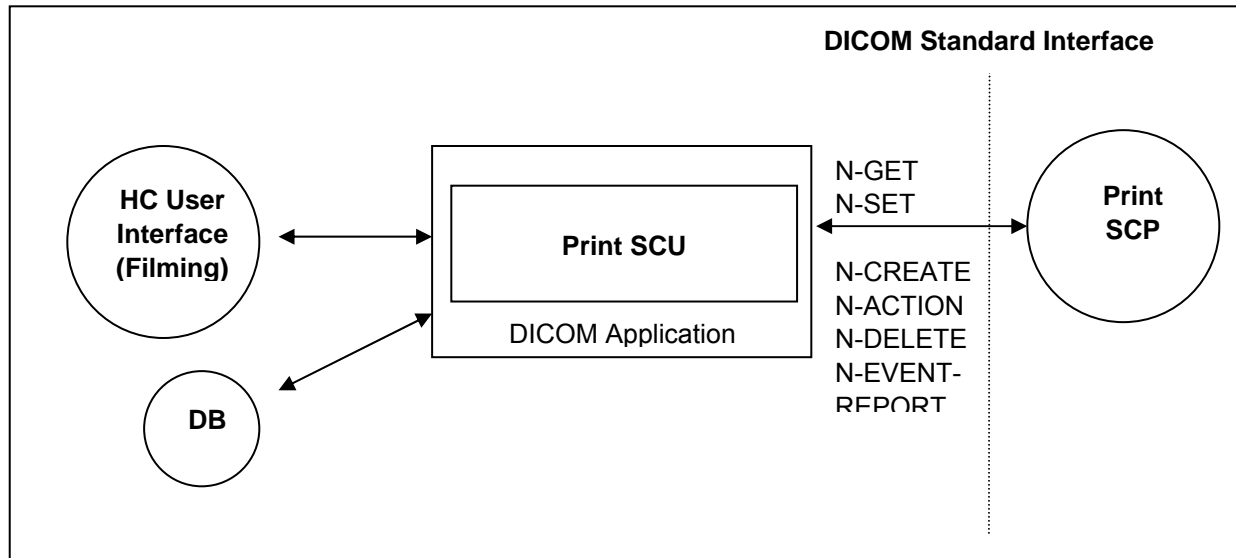 DICOM Standard Interface
HC User
Interface
(Filming)
DB
Print SCU
DICOM Application
N-GET
N-SET
N-CREATE
N-ACTION
N-DELETE
N-EVENT-
REPORT
Print
SCP